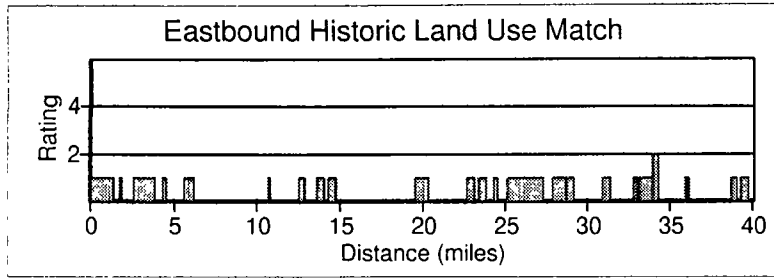 Eastbound Historic Land Use Match
Rating
4
2
0 5 10 15 20 25 30 35 40
Distance (miles)